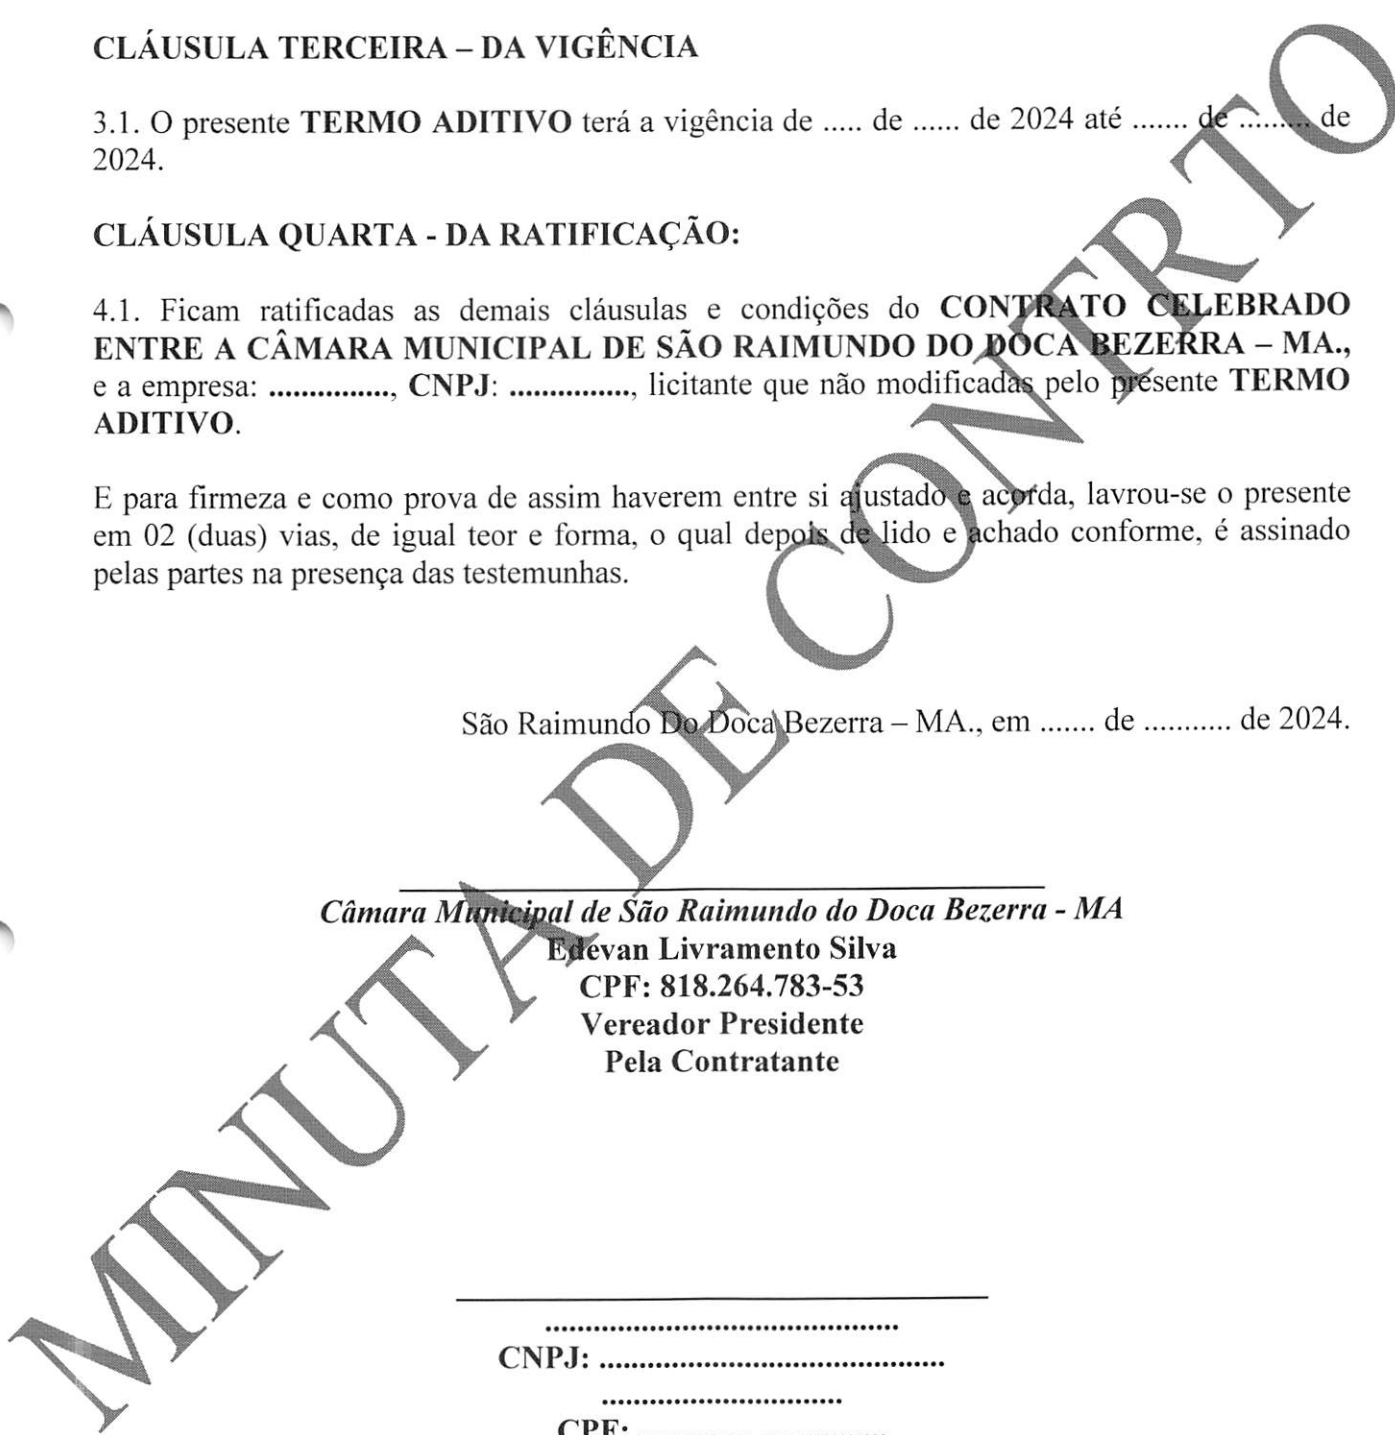 CLÁUSULA TERCEIRA – DA VIGÊNCIA
3.1. O presente TERMO ADITIVO terá a vigência de ..... de ...... de 2024 até ....... de ......... de
2024.
CLÁUSULA QUARTA - DA RATIFICAÇÃO:
4.1. Ficam ratificadas as demais cláusulas e condições do CONTRATO CELEBRADO
ENTRE A CÂMARA MUNICIPAL DE SÃO RAIMUNDO DO DOCA BEZERRA – MA.,
e a empresa: ..............., CNPJ: ..............., licitante que não modificadas pelo presente TERMO
ADITIVO.
E para firmeza e como prova de assim haverem entre si ajustado e acorda, lavrou-se o presente
em 02 (duas) vias, de igual teor e forma, o qual depois de lido e achado conforme, é assinado
pelas partes na presença das testemunhas.
São Raimundo Do Doca Bezerra – MA., em ....... de ........... de 2024.
Câmara Municipal de São Raimundo do Doca Bezerra - MA
Edevan Livramento Silva
CPF: 818.264.783-53
Vereador Presidente
Pela Contratante
............................................
CNPJ: ...........................................
..............................
CPF: ...............................
MINUTA DE CONTRTO